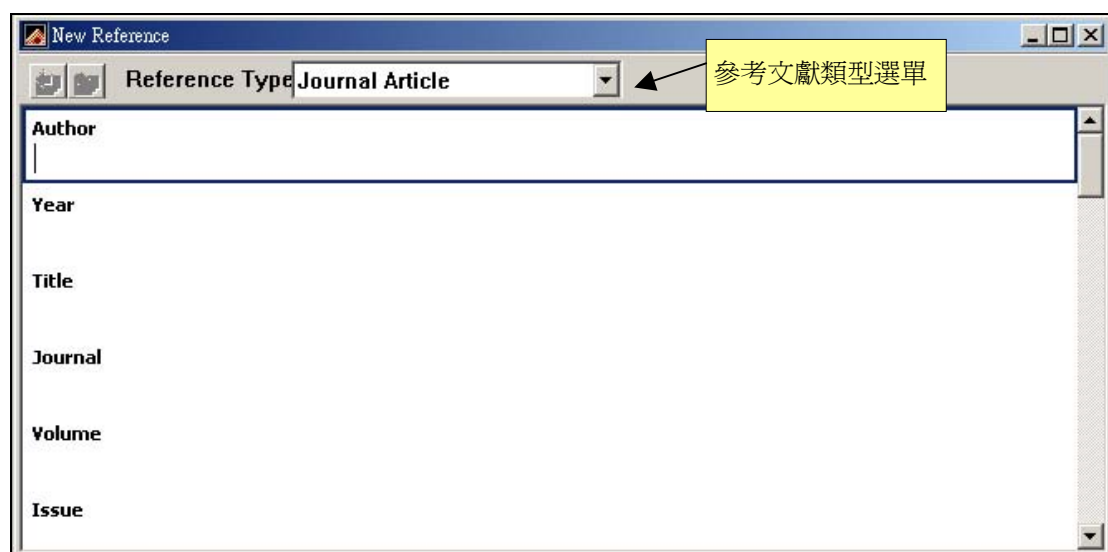 New Reference
Reference Type Journal Article
參考文獻類型選單
Author
Year
Title
Journal
Volume
Issue